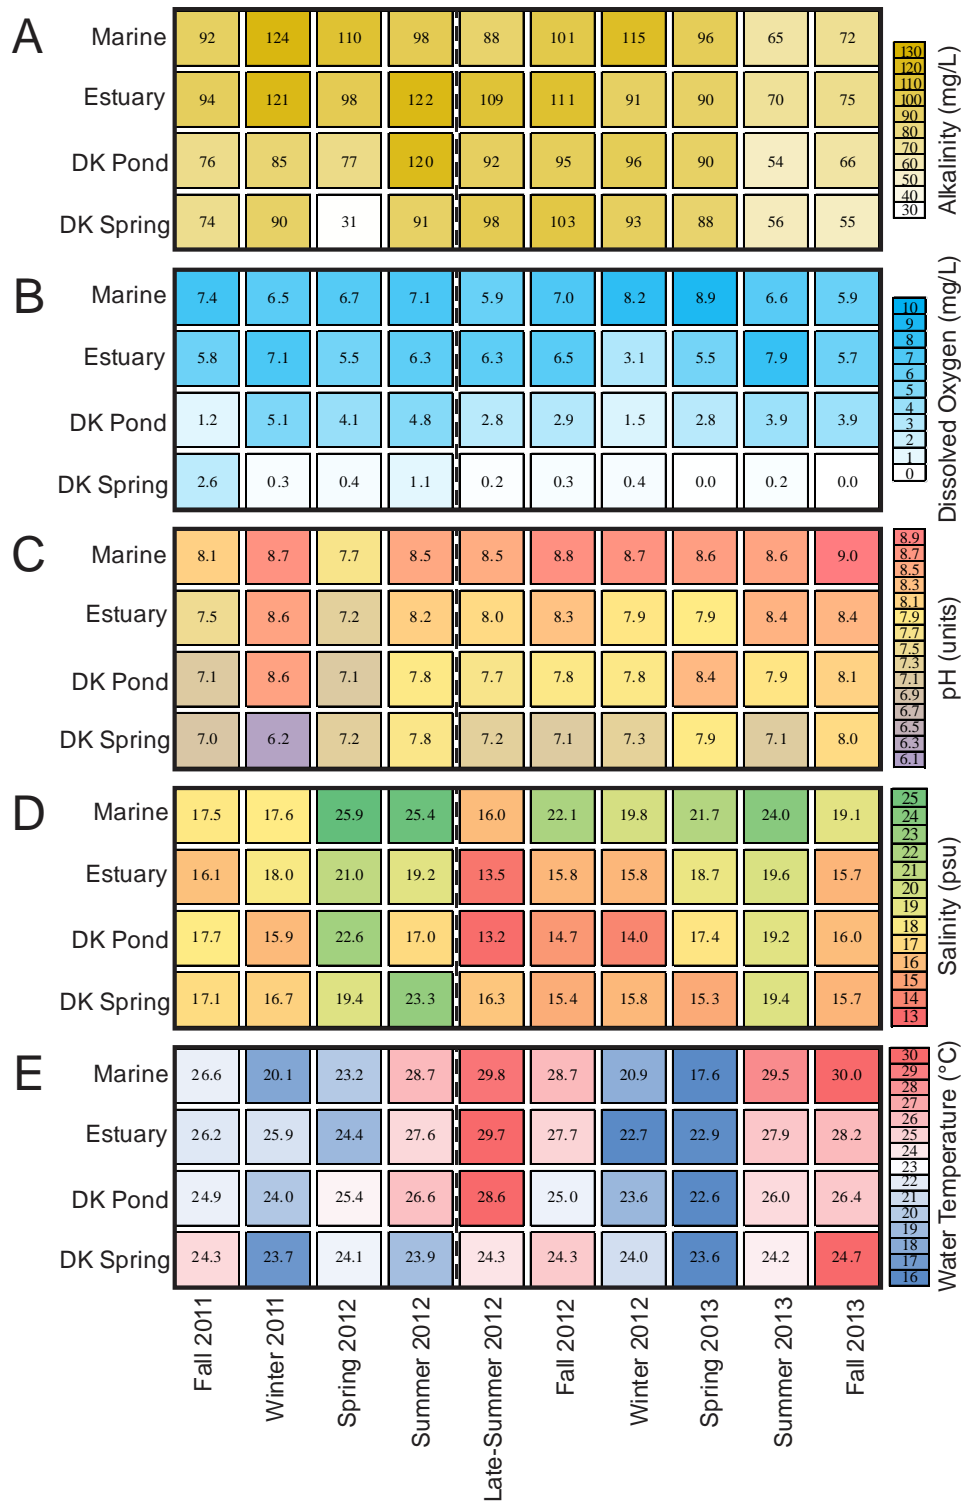 A
Marine 92 124 110 98 88 101 115 96 65 72
Estuary 94 121 98 122 109 111 91 90 70 75
DK Pond 76 85 77 120 92 95 96 90 54 66
DK Spring 74 90 31 91 98 103 93 88 56 55
130
120
110
100
90
80
70
60
50
40
30
Alkalinity (mg/L)
B
Marine 7.4 6.5 6.7 7.1 5.9 7.0 8.2 8.9 6.6 5.9
Estuary 5.8 7.1 5.5 6.3 6.3 6.5 3.1 5.5 7.9 5.7
DK Pond 1.2 5.1 4.1 4.8 2.8 2.9 1.5 2.8 3.9 3.9
DK Spring 2.6 0.3 0.4 1.1 0.2 0.3 0.4 0.0 0.2 0.0
10
9
8
7
6
5
4
3
2
1
0
Dissolved Oxygen (mg/L)
C
Marine 8.1 8.7 7.7 8.5 8.5 8.8 8.7 8.6 8.6 9.0
Estuary 7.5 8.6 7.2 8.2 8.0 8.3 7.9 7.9 8.4 8.4
DK Pond 7.1 8.6 7.1 7.8 7.7 7.8 7.8 8.4 7.9 8.1
DK Spring 7.0 6.2 7.2 7.8 7.2 7.1 7.3 7.9 7.1 8.0
8.9
8.7
8.5
8.3
8.1
7.9
7.7
7.5
7.3
7.1
6.9
6.7
6.5
6.3
6.1
pH (units)
D
Marine 17.5 17.6 25.9 25.4 16.0 22.1 19.8 21.7 24.0 19.1
Estuary 16.1 18.0 21.0 19.2 13.5 15.8 15.8 18.7 19.6 15.7
DK Pond 17.7 15.9 22.6 17.0 13.2 14.7 14.0 17.4 19.2 16.0
DK Spring 17.1 16.7 19.4 23.3 16.3 15.4 15.8 15.3 19.4 15.7
25
24
23
22
21
20
19
18
17
16
15
14
13
Salinity (psu)
E
Marine 26.6 20.1 23.2 28.7 29.8 28.7 20.9 17.6 29.5 30.0
Estuary 26.2 25.9 24.4 27.6 29.7 27.7 22.7 22.9 27.9 28.2
DK Pond 24.9 24.0 25.4 26.6 28.6 25.0 23.6 22.6 26.0 26.4
DK Spring 24.3 23.7 24.1 23.9 24.3 24.3 24.0 23.6 24.2 24.7
30
29
28
27
26
25
24
23
22
21
20
19
18
17
16
Water Temperature (°C)
Fall 2011
Winter 2011
Spring 2012
Summer 2012
Late-Summer 2012
Fall 2012
Winter 2012
Spring 2013
Summer 2013
Fall 2013